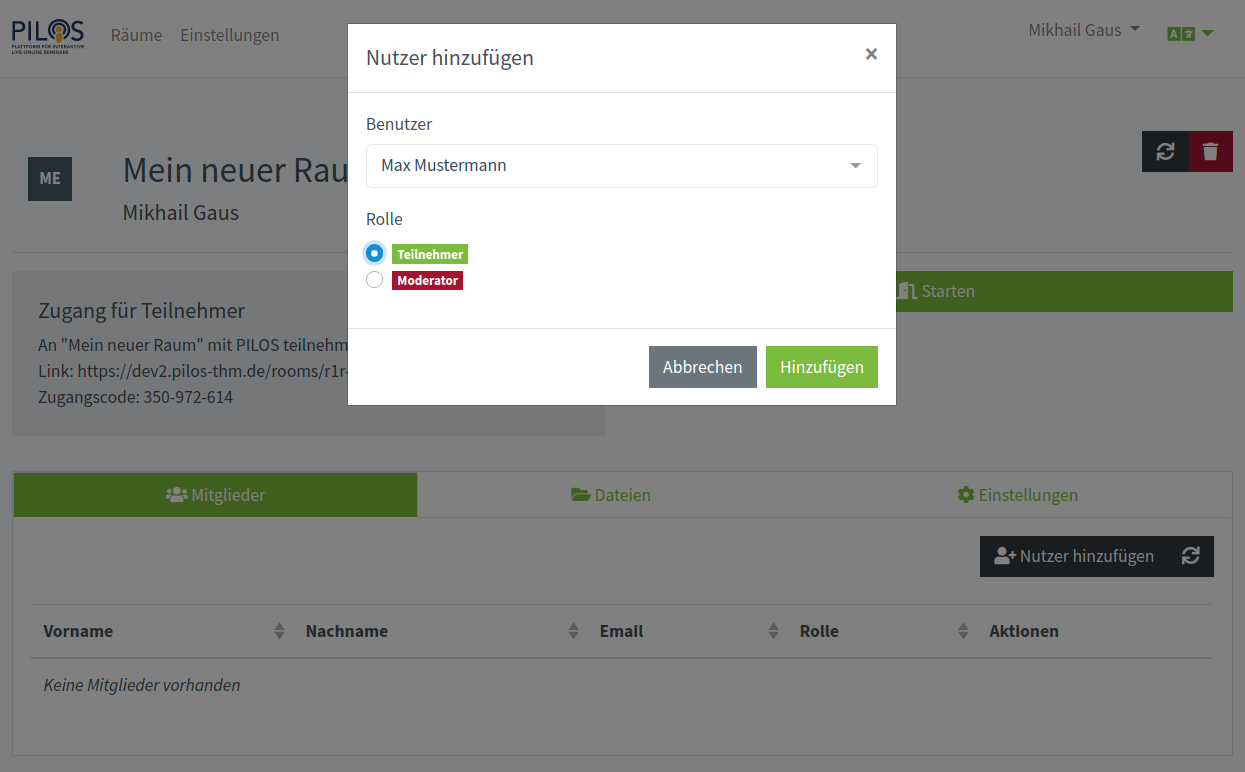 PILOS
PLATTFORM FÜR INTERAKTIVE
LIVE-ONLINE SEMINARE
Räume
Einstellungen
Mikhail Gaus
Nutzer hinzufügen
×
Benutzer
Max Mustermann
Rolle
Teilnehmer
Moderator
Abbrechen
Hinzufügen
ME
Mein neuer Rau
Mikhail Gaus
Zugang für Teilnehmer
An "Mein neuer Raum" mit PILOS teilnehm
Link: https://dev2.pilos-thm.de/rooms/r1r-
Zugangscode: 350-972-614
Starten
Mitglieder
Dateien
Einstellungen
Nutzer hinzufügen
Vorname Nachname Email Rolle Aktionen
Keine Mitglieder vorhanden